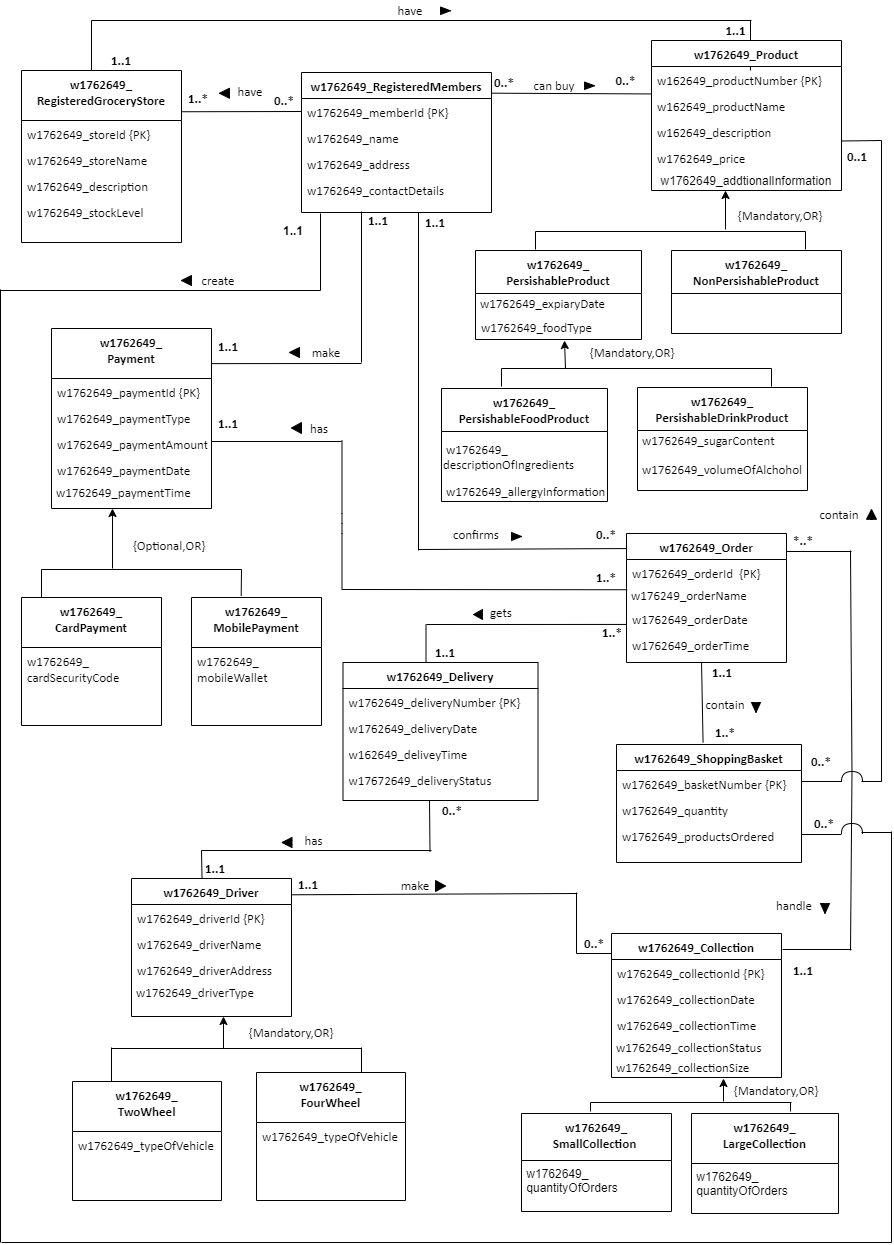 have
1..1
1..1
w1762649_
RegisteredGroceryStore
w1762649_storeId {PK}
w1762649_storeName
w1762649_description
w1762649_stockLevel
1..*
have
0..*
w1762649_RegisteredMembers
w1762649_memberId {PK}
w1762649_name
w1762649_address
w1762649_contactDetails
0..*
can buy
0..*
w1762649_Product
w162649_productNumber {PK}
w162649_productName
w162649_description
w1762649_price
w1762649_addtionalInformation
0..1
{Mandatory,OR}
1..1
1..1
1..1
create
w1762649_
PersishableProduct
w1762649_expiaryDate
w1762649_foodType
w1762649_
NonPersishableProduct
w1762649_
Payment
w1762649_paymentId {PK}
w1762649_paymentType
w1762649_paymentAmount
w1762649_paymentDate
w1762649_paymentTime
1..1
make
{Mandatory,OR}
w1762649_
PersishableFoodProduct
w1762649_
descriptionOfIngredients
w1762649_allergyInformation
w1762649_
PersishableDrinkProduct
w1762649_sugarContent
w1762649_volumeOfAlchohol
1..1
has
contain
{Optional,OR}
confirms
0..*
1..*
w1762649_Order
w1762649_orderId  {PK}
w176249_orderName
w1762649_orderDate
w1762649_orderTime
*..*
w1762649_
CardPayment
w1762649_
cardSecurityCode
w1762649_
MobilePayment
w1762649_
mobileWallet
gets
1..*
1..1
w1762649_Delivery
w1762649_deliveryNumber {PK}
w1762649_deliveryDate
w162649_deliveyTime
w17672649_deliveryStatus
0..*
1..1
contain
1..*
w1762649_ShoppingBasket
w1762649_basketNumber {PK}
w1762649_quantity
w1762649_productsOrdered
0..*
0..*
has
1..1
w1762649_Driver
w1762649_driverId {PK}
w1762649_driverName
w1762649_driverAddress
w1762649_driverType
1..1
make
0..*
handle
w1762649_Collection
w1762649_collectionId {PK}
w1762649_collectionDate
w1762649_collectionTime
w1762649_collectionStatus
w1762649_collectionSize
1..1
{Mandatory,OR}
w1762649_
TwoWheel
w1762649_typeOfVehicle
w1762649_
FourWheel
w1762649_typeOfVehicle
{Mandatory,OR}
w1762649_
SmallCollection
w1762649_
quantityOfOrders
w1762649_
LargeCollection
w1762649_
quantityOfOrders